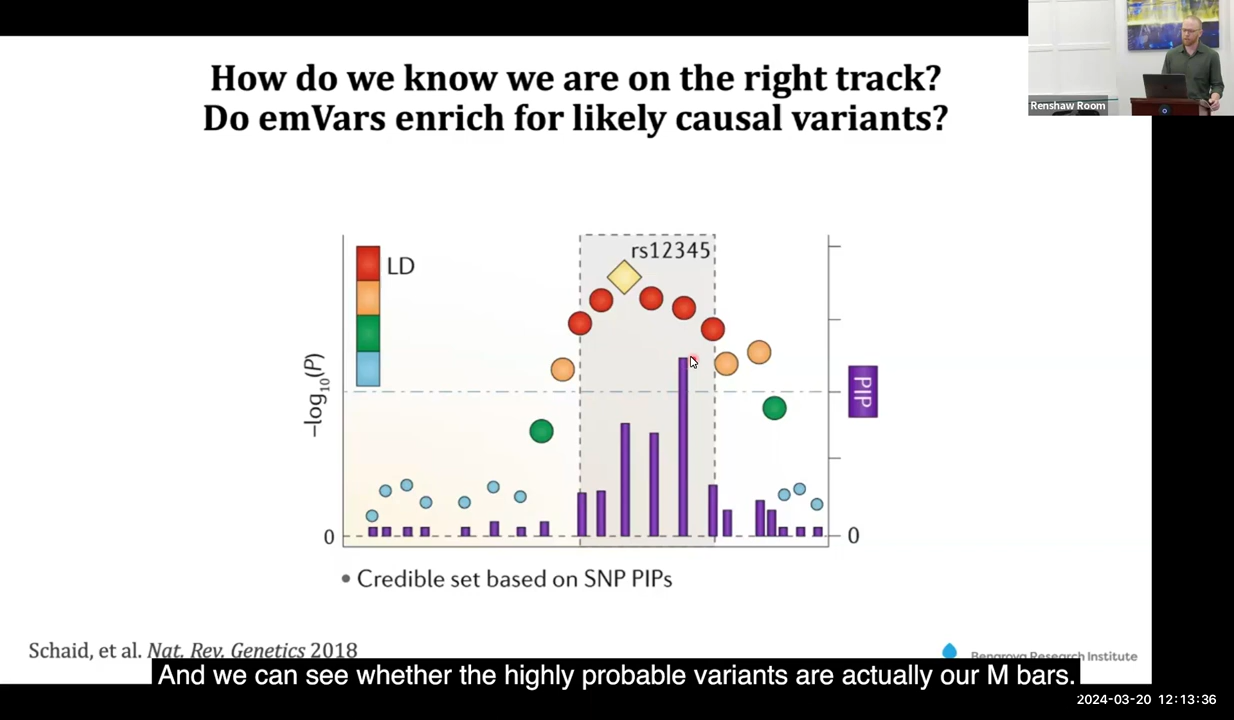 How do we know we are on the right track?
Do emVars enrich for likely causal variants?
Renshaw Room
rs12345
LD
–log10(P)
PIP
0
0
• Credible set based on SNP PIPs
Schaid, et al. Nat. Rev. Genetics 2018
Benaroya Research Institute
And we can see whether the highly probable variants are actually our M bars.
2024-03-20 12:13:36